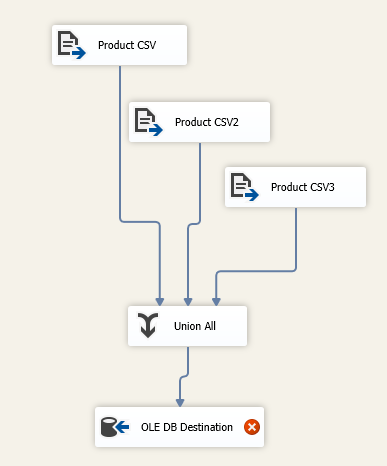 Product CSV
Product CSV2
Product CSV3
Union All
OLE DB Destination